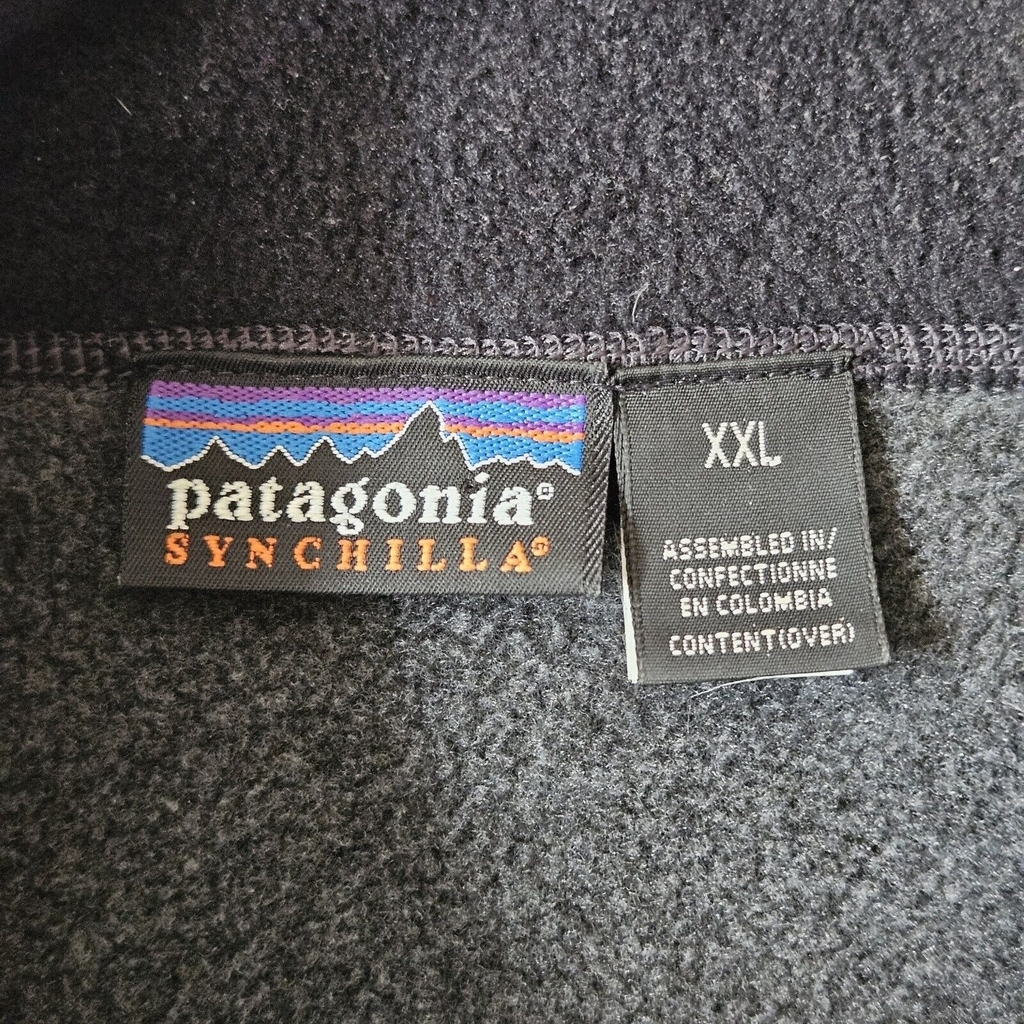 patagonia®
SYNCHILLA®
XXL
ASSEMBLED IN/
CONFECTIONNE
EN COLOMBIA
CONTENT(OVER)